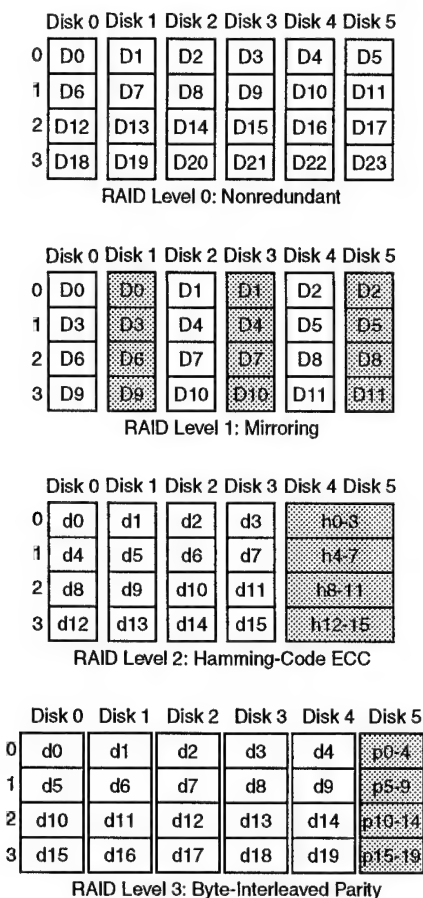 Disk 0 Disk 1 Disk 2 Disk 3 Disk 4 Disk 5
0 D0 D1 D2 D3 D4 D5
1 D6 D7 D8 D9 D10 D11
2 D12 D13 D14 D15 D16 D17
3 D18 D19 D20 D21 D22 D23
RAID Level 0: Nonredundant
Disk 0 Disk 1 Disk 2 Disk 3 Disk 4 Disk 5
0 D0 D0 D1 D1 D2 D2
1 D3 D3 D4 D4 D5 D5
2 D6 D6 D7 D7 D8 D8
3 D9 D9 D10 D10 D11 D11
RAID Level 1: Mirroring
Disk 0 Disk 1 Disk 2 Disk 3 Disk 4 Disk 5
0 d0 d1 d2 d3 h0-3
1 d4 d5 d6 d7 h4-7
2 d8 d9 d10 d11 h8-11
3 d12 d13 d14 d15 h12-15
RAID Level 2: Hamming-Code ECC
Disk 0 Disk 1 Disk 2 Disk 3 Disk 4 Disk 5
0 d0 d1 d2 d3 d4 p0-4
1 d5 d6 d7 d8 d9 p5-9
2 d10 d11 d12 d13 d14 p10-14
3 d15 d16 d17 d18 d19 p15-19
RAID Level 3: Byte-Interleaved Parity